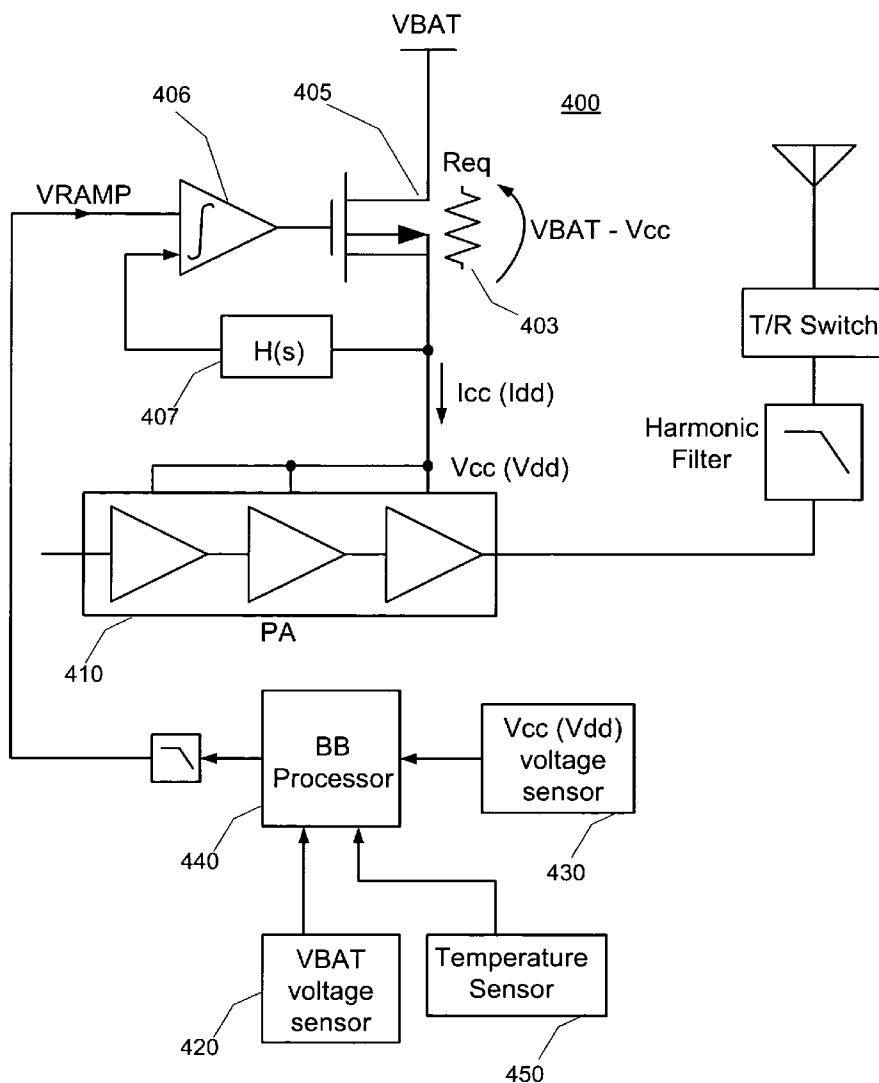 VBAT
406
405
400
Req
VRAMP
∫
VBAT - Vcc
403
T/R Switch
H(s)
407
Icc (Idd)
Harmonic
Filter
Vcc (Vdd)
PA
410
BB
Processor
Vcc (Vdd)
voltage
sensor
440
430
VBAT
voltage
sensor
Temperature
Sensor
420
450